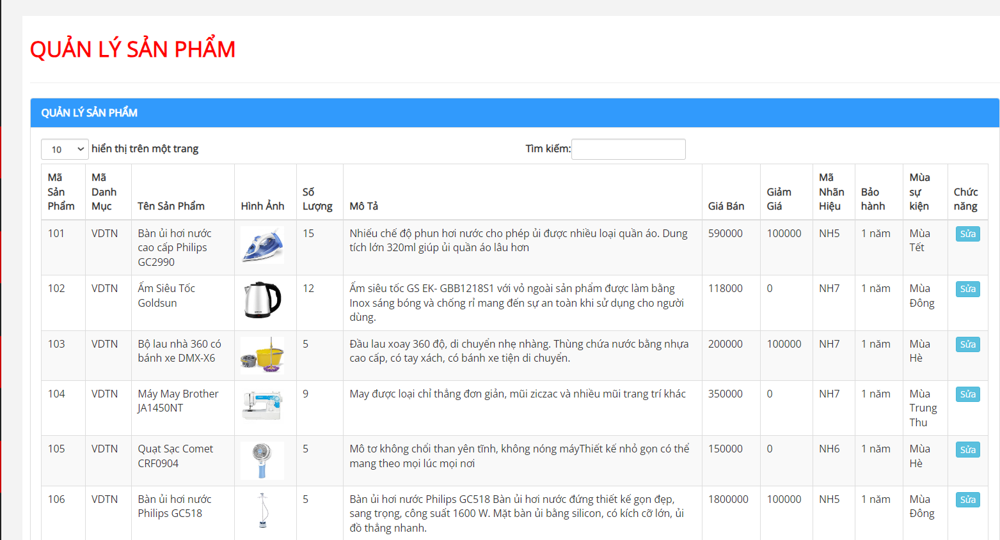 QUẢN LÝ SẢN PHẨM
QUẢN LÝ SẢN PHẨM
10 hiển thị trên một trang Tìm kiếm:
Mã Sản Phẩm Mã Danh Mục Tên Sản Phẩm Hình Ảnh Số Lượng Mô Tả Giá Bán Giảm Giá Mã Nhãn Hiệu Bảo hành Mùa sự kiện Chức năng
101 VDTN Bàn ủi hơi nước 15 Nhiếu chế độ phun hơi nước cho phép ủi được nhiều loại quần áo. Dung 590000 100000 NH5 1 năm Mùa Sửa
cao cấp Philips tích lớn 320ml giúp ủi quần áo lâu hơn Tết
GC2990
102 VDTN Ấm Siêu Tốc 12 Ấm siêu tốc GS EK- GBB1218S1 với vỏ ngoài sản phẩm được làm bằng 118000 0 NH7 1 năm Mùa Sửa
Goldsun Inox sáng bóng và chống rỉ mang đến sự an toàn khi sử dụng cho người Đông
dùng.
103 VDTN Bộ lau nhà 360 có 5 Đầu lau xoay 360 độ, di chuyển nhẹ nhàng. Thùng chứa nước bằng nhựa 200000 100000 NH7 1 năm Mùa Sửa
bánh xe DMX-X6 cao cấp, có tay xách, có bánh xe tiện di chuyển. Hè
104 VDTN Máy May Brother 9 May được loại chỉ thẳng đơn giản, mũi ziczac và nhiều mũi trang trí khác 350000 0 NH7 1 năm Mùa Sửa
JA1450NT Trung
Thu
105 VDTN Quạt Sạc Comet 5 Mô tơ không chổi than yên tĩnh, không nóng máyThiết kế nhỏ gọn có thể 150000 0 NH6 1 năm Mùa Sửa
CRF0904 mang theo mọi lúc mọi nơi Hè
106 VDTN Bàn ủi hơi nước 5 Bàn ủi hơi nước Philips GC518 Bàn ủi hơi nước đứng thiết kế gọn đẹp, 1800000 100000 NH5 1 năm Mùa Sửa
Philips GC518 sang trọng, công suất 1600 W. Mặt bàn ủi bằng silicon, có kích cỡ lớn, ủi Đông
đồ thẳng nhanh.